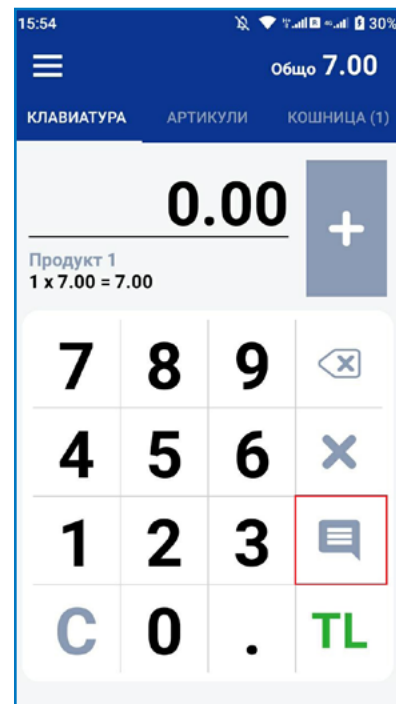 15:54 30%
Общо 7.00
КЛАВИАТУРА АРТИКУЛИ КОШНИЦА (1)
0.00 +
Продукт 1
1 x 7.00 = 7.00
7 8 9
4 5 6 ×
1 2 3
C 0 . TL